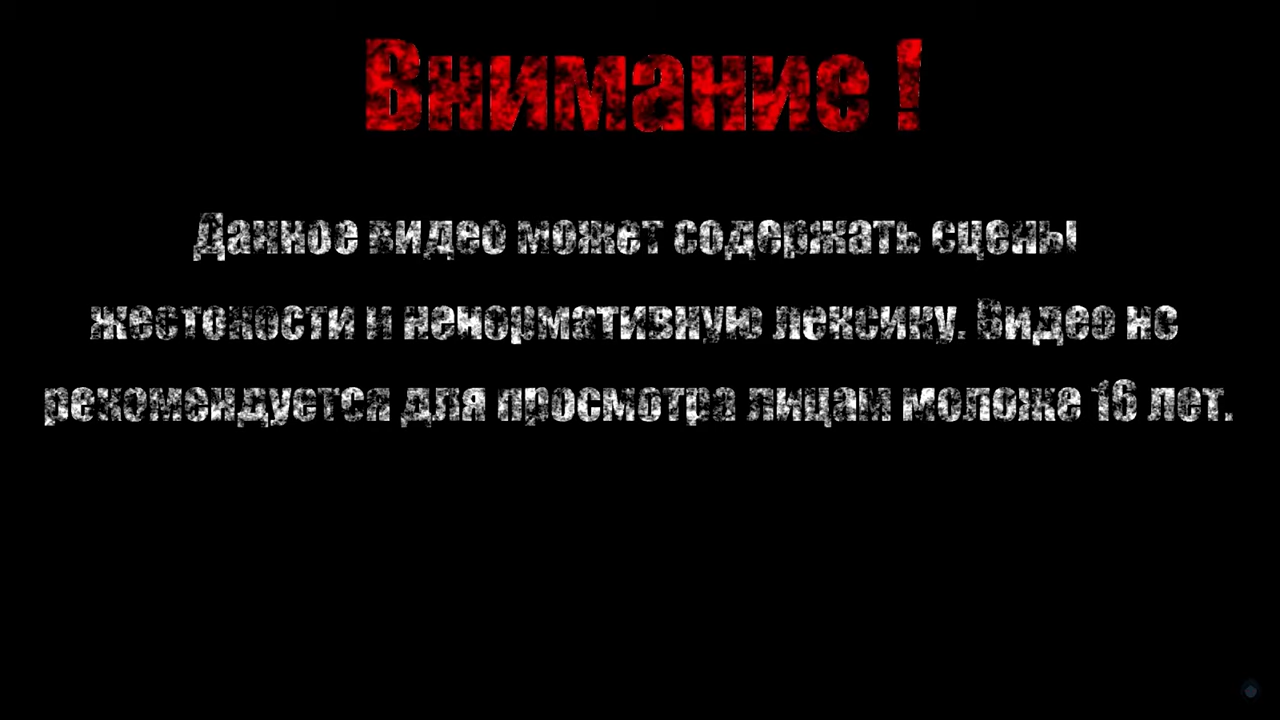 Внимание !
Данное видео может содержать сцены
жестокости и ненормативную лексику. Видео не
рекомендуется для просмотра лицам моложе 16 лет.